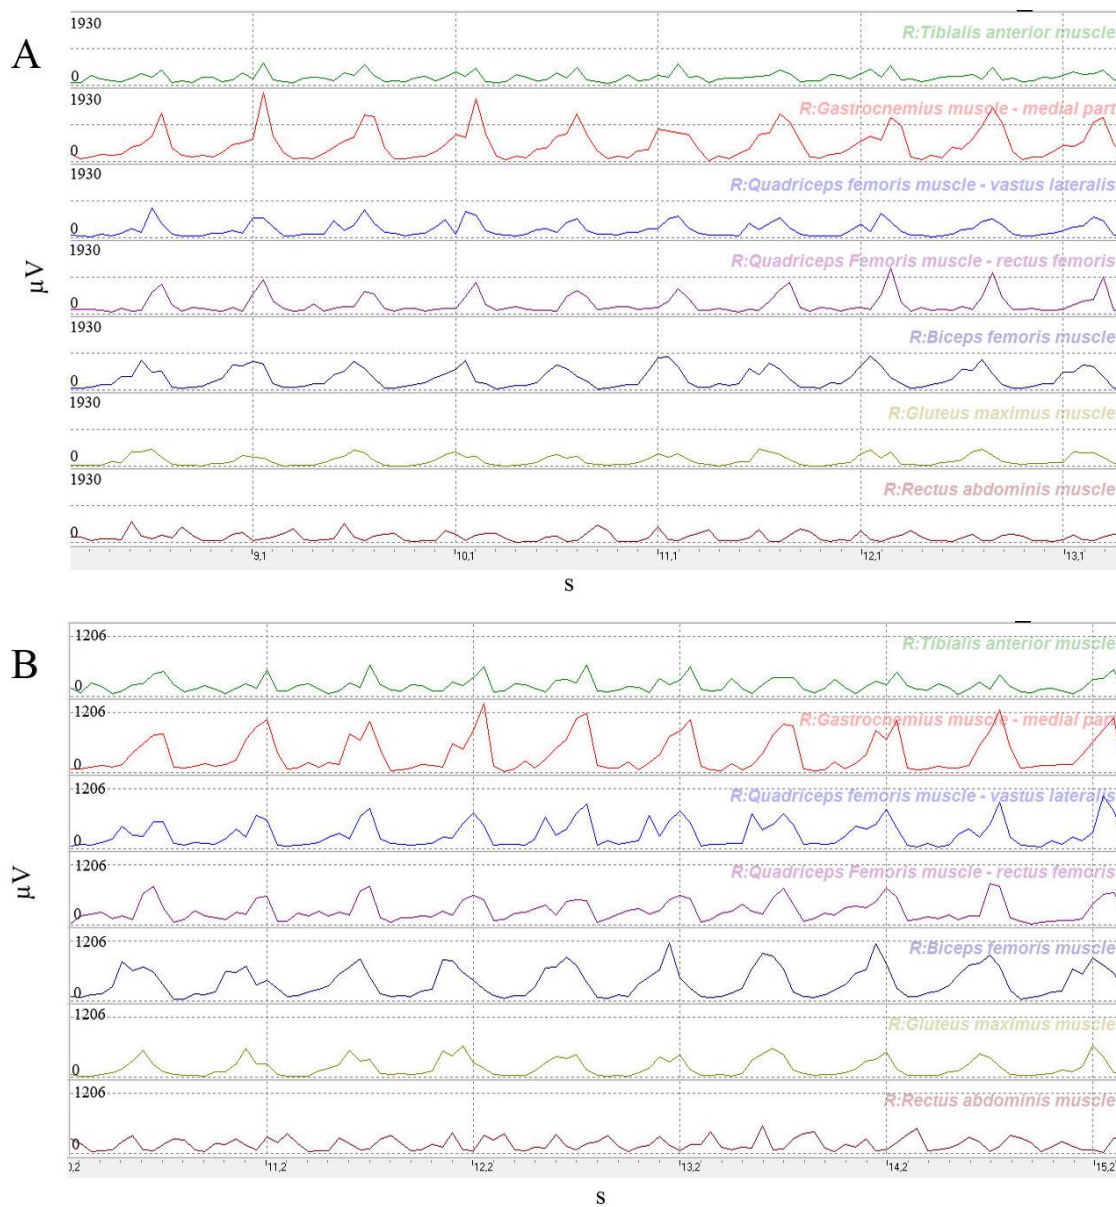 A
µV
1930
R:Tibialis anterior muscle
0
1930
R:Gastrocnemius muscle - medial part
0
1930
R:Quadriceps femoris muscle - vastus lateralis
0
1930
R:Quadriceps Femoris muscle - rectus femoris
0
1930
R:Biceps femoris muscle
0
1930
R:Gluteus maximus muscle
0
1930
R:Rectus abdominis muscle
0
9,1 10,1 11,1 12,1 13,1
s
B
µV
1206
R:Tibialis anterior muscle
0
1206
R:Gastrocnemius muscle - medial part
0
1206
R:Quadriceps femoris muscle - vastus lateralis
0
1206
R:Quadriceps Femoris muscle - rectus femoris
0
1206
R:Biceps femoris muscle
0
1206
R:Gluteus maximus muscle
0
1206
R:Rectus abdominis muscle
0
0,2 11,2 12,2 13,2 14,2 15,2
s